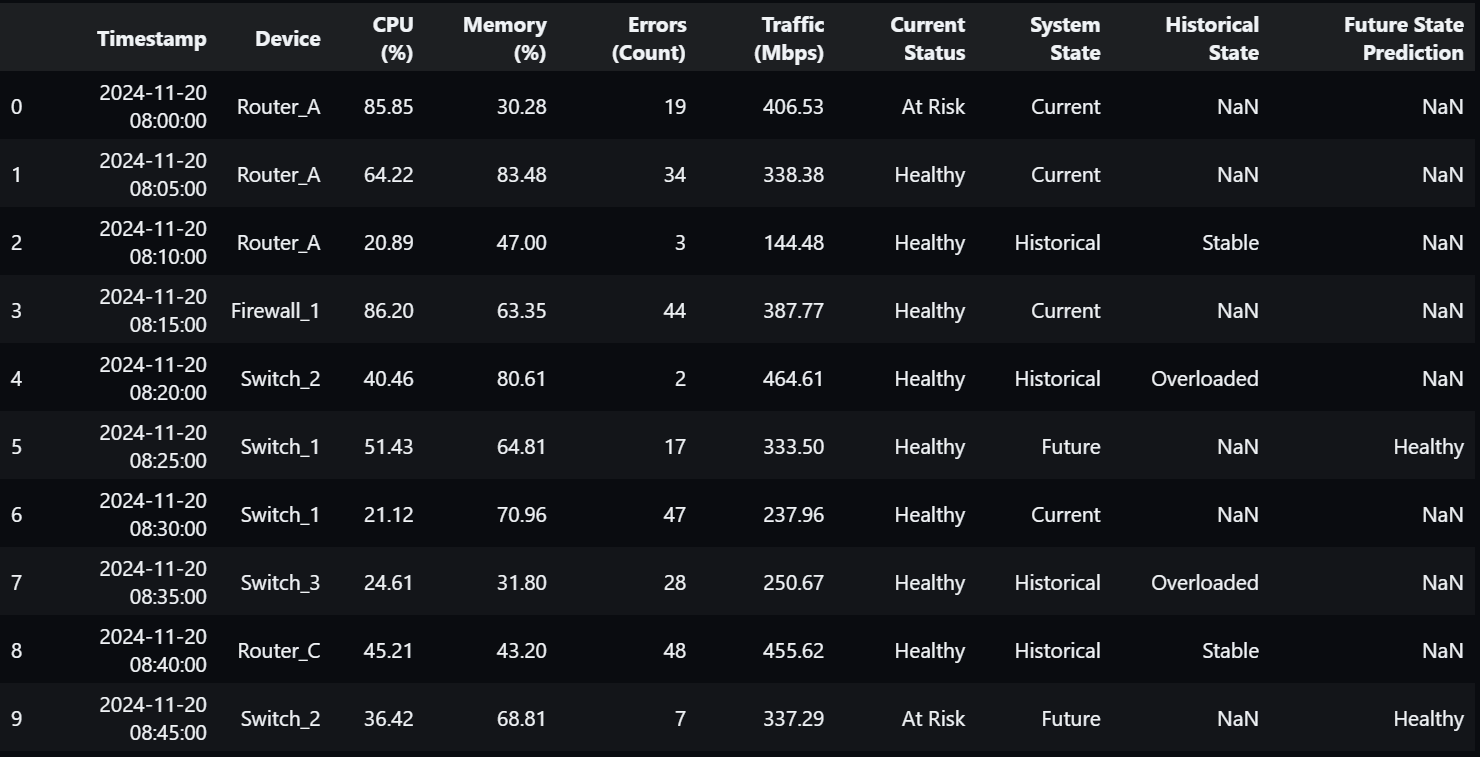 Timestamp Device CPU (%) Memory (%) Errors (Count) Traffic (Mbps) Current Status System State Historical State Future State Prediction
0 2024-11-20 08:00:00 Router_A 85.85 30.28 19 406.53 At Risk Current NaN NaN
1 2024-11-20 08:05:00 Router_A 64.22 83.48 34 338.38 Healthy Current NaN NaN
2 2024-11-20 08:10:00 Router_A 20.89 47.00 3 144.48 Healthy Historical Stable NaN
3 2024-11-20 08:15:00 Firewall_1 86.20 63.35 44 387.77 Healthy Current NaN NaN
4 2024-11-20 08:20:00 Switch_2 40.46 80.61 2 464.61 Healthy Historical Overloaded NaN
5 2024-11-20 08:25:00 Switch_1 51.43 64.81 17 333.50 Healthy Future NaN Healthy
6 2024-11-20 08:30:00 Switch_1 21.12 70.96 47 237.96 Healthy Current NaN NaN
7 2024-11-20 08:35:00 Switch_3 24.61 31.80 28 250.67 Healthy Historical Overloaded NaN
8 2024-11-20 08:40:00 Router_C 45.21 43.20 48 455.62 Healthy Historical Stable NaN
9 2024-11-20 08:45:00 Switch_2 36.42 68.81 7 337.29 At Risk Future NaN Healthy